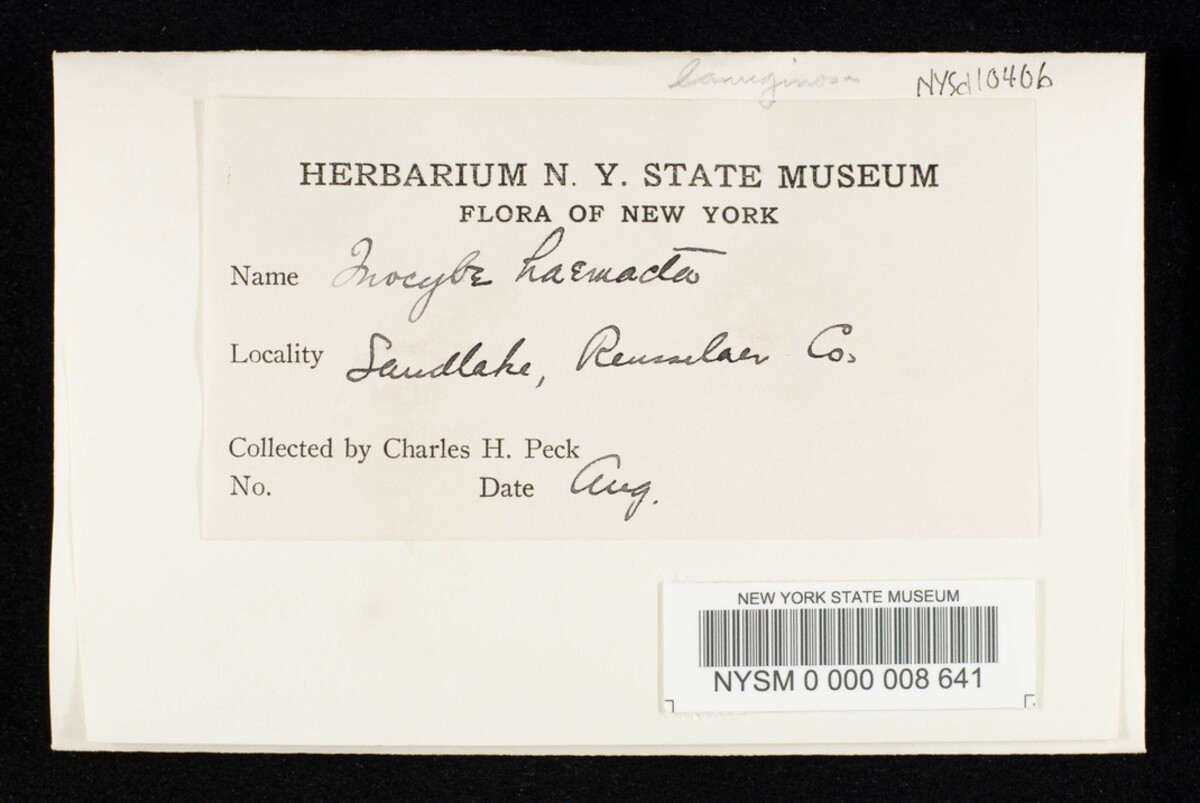 lanuginosa
NYSd10406
HERBARIUM N. Y. STATE MUSEUM
FLORA OF NEW YORK
Name Inocybe haemacta
Locality Sandlake, Rensselaer Co.
Collected by Charles H. Peck
No. Date Aug.
NEW YORK STATE MUSEUM
NYSM 0 000 008 641